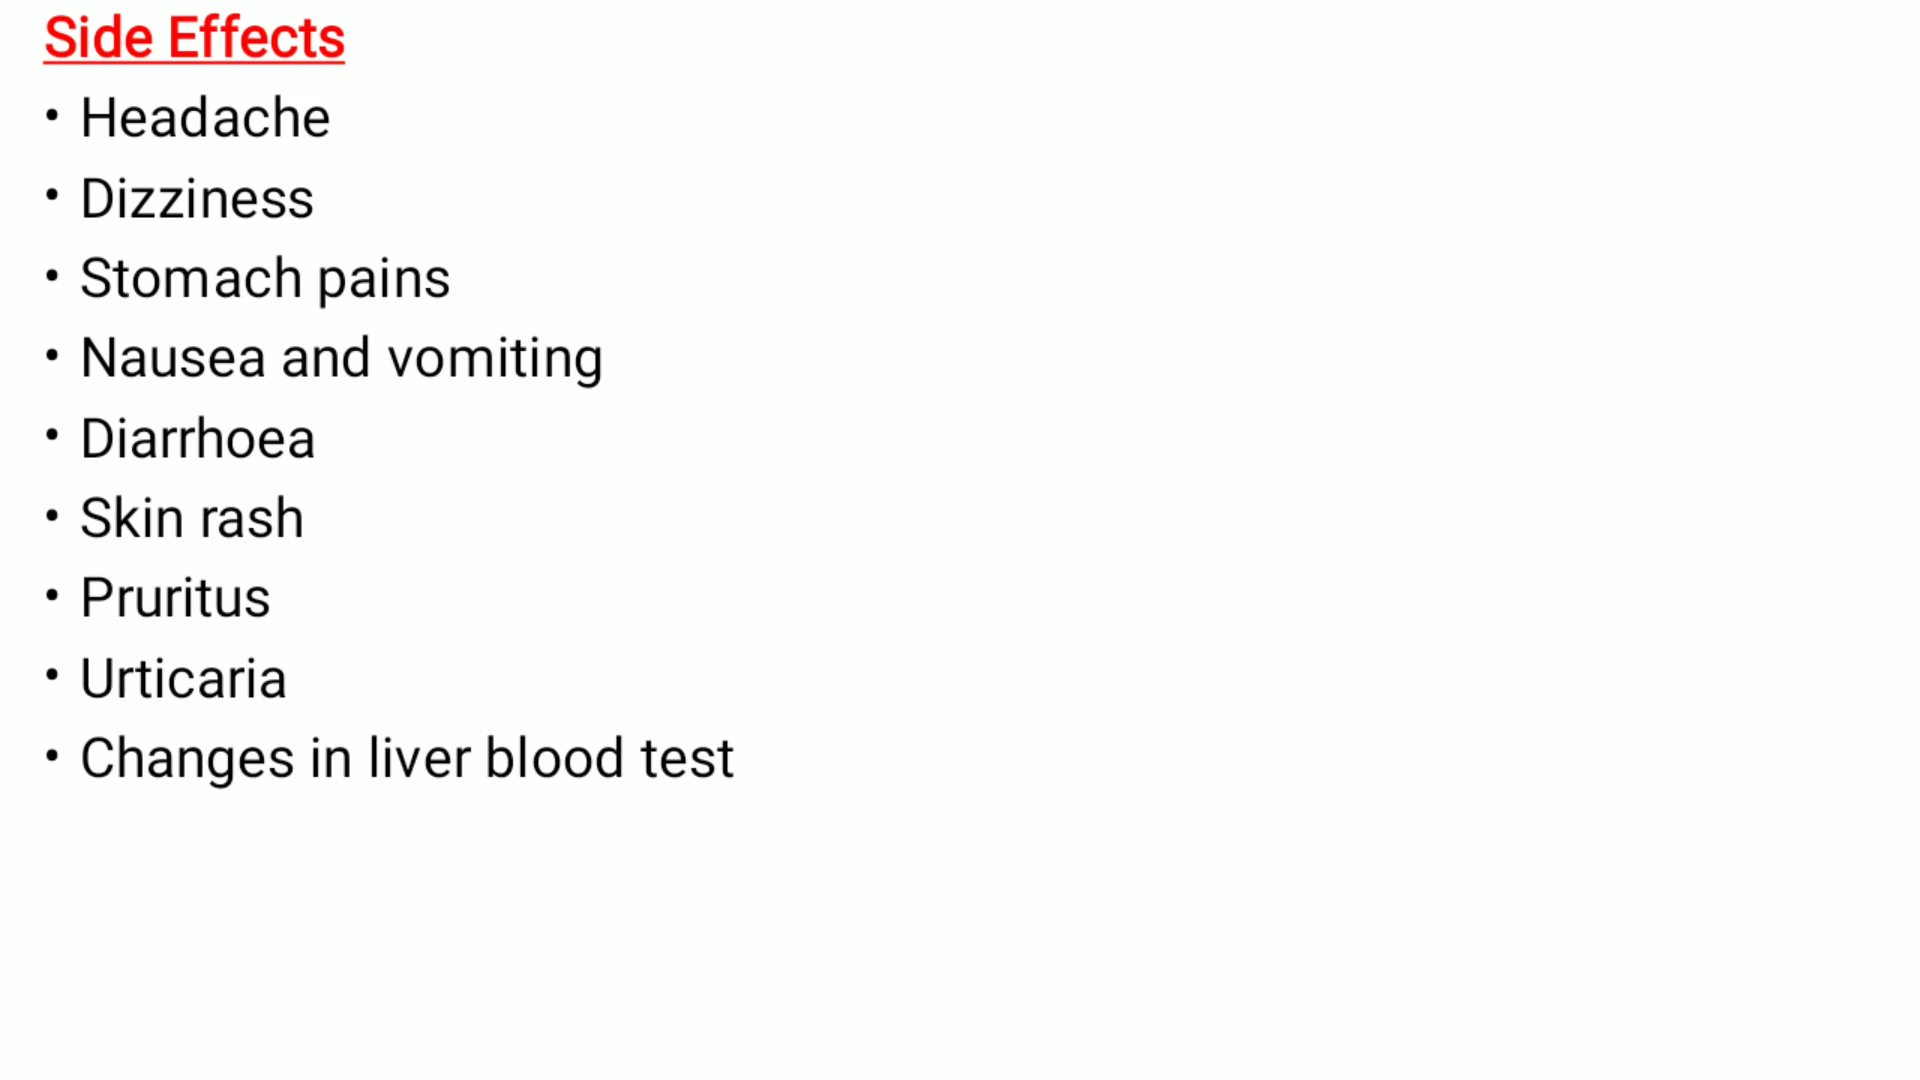 Side Effects
• Headache
• Dizziness
• Stomach pains
• Nausea and vomiting
• Diarrhoea
• Skin rash
• Pruritus
• Urticaria
• Changes in liver blood test